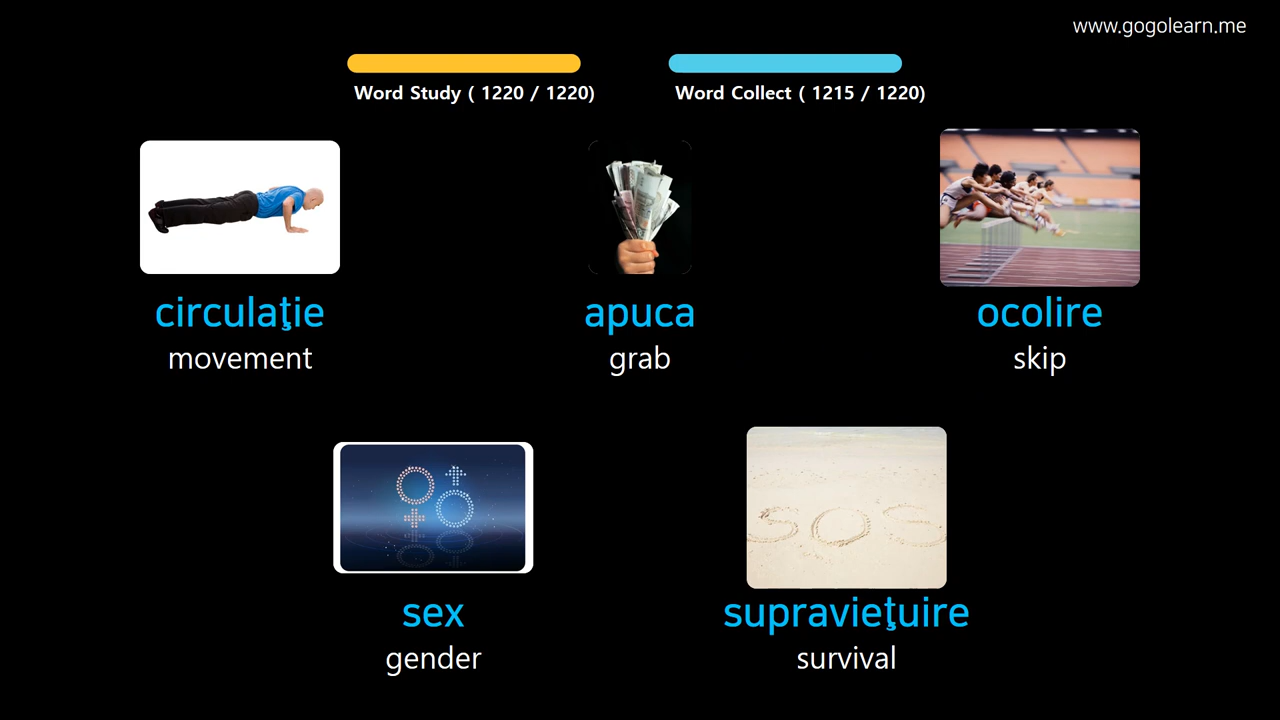 www.gogolearn.me
Word Study ( 1220 / 1220)
Word Collect ( 1215 / 1220)
circulaţie
movement
apuca
grab
ocolire
skip
SOS
sex
gender
supravieţuire
survival